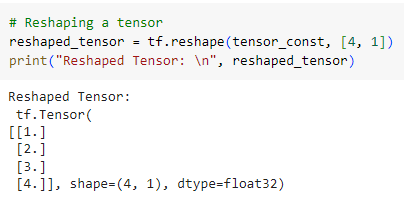 # Reshaping a tensor
reshaped_tensor = tf.reshape(tensor_const, [4, 1])
print("Reshaped Tensor: \n", reshaped_tensor)
Reshaped Tensor:
 tf.Tensor(
[[1.]
 [2.]
 [3.]
 [4.]], shape=(4, 1), dtype=float32)